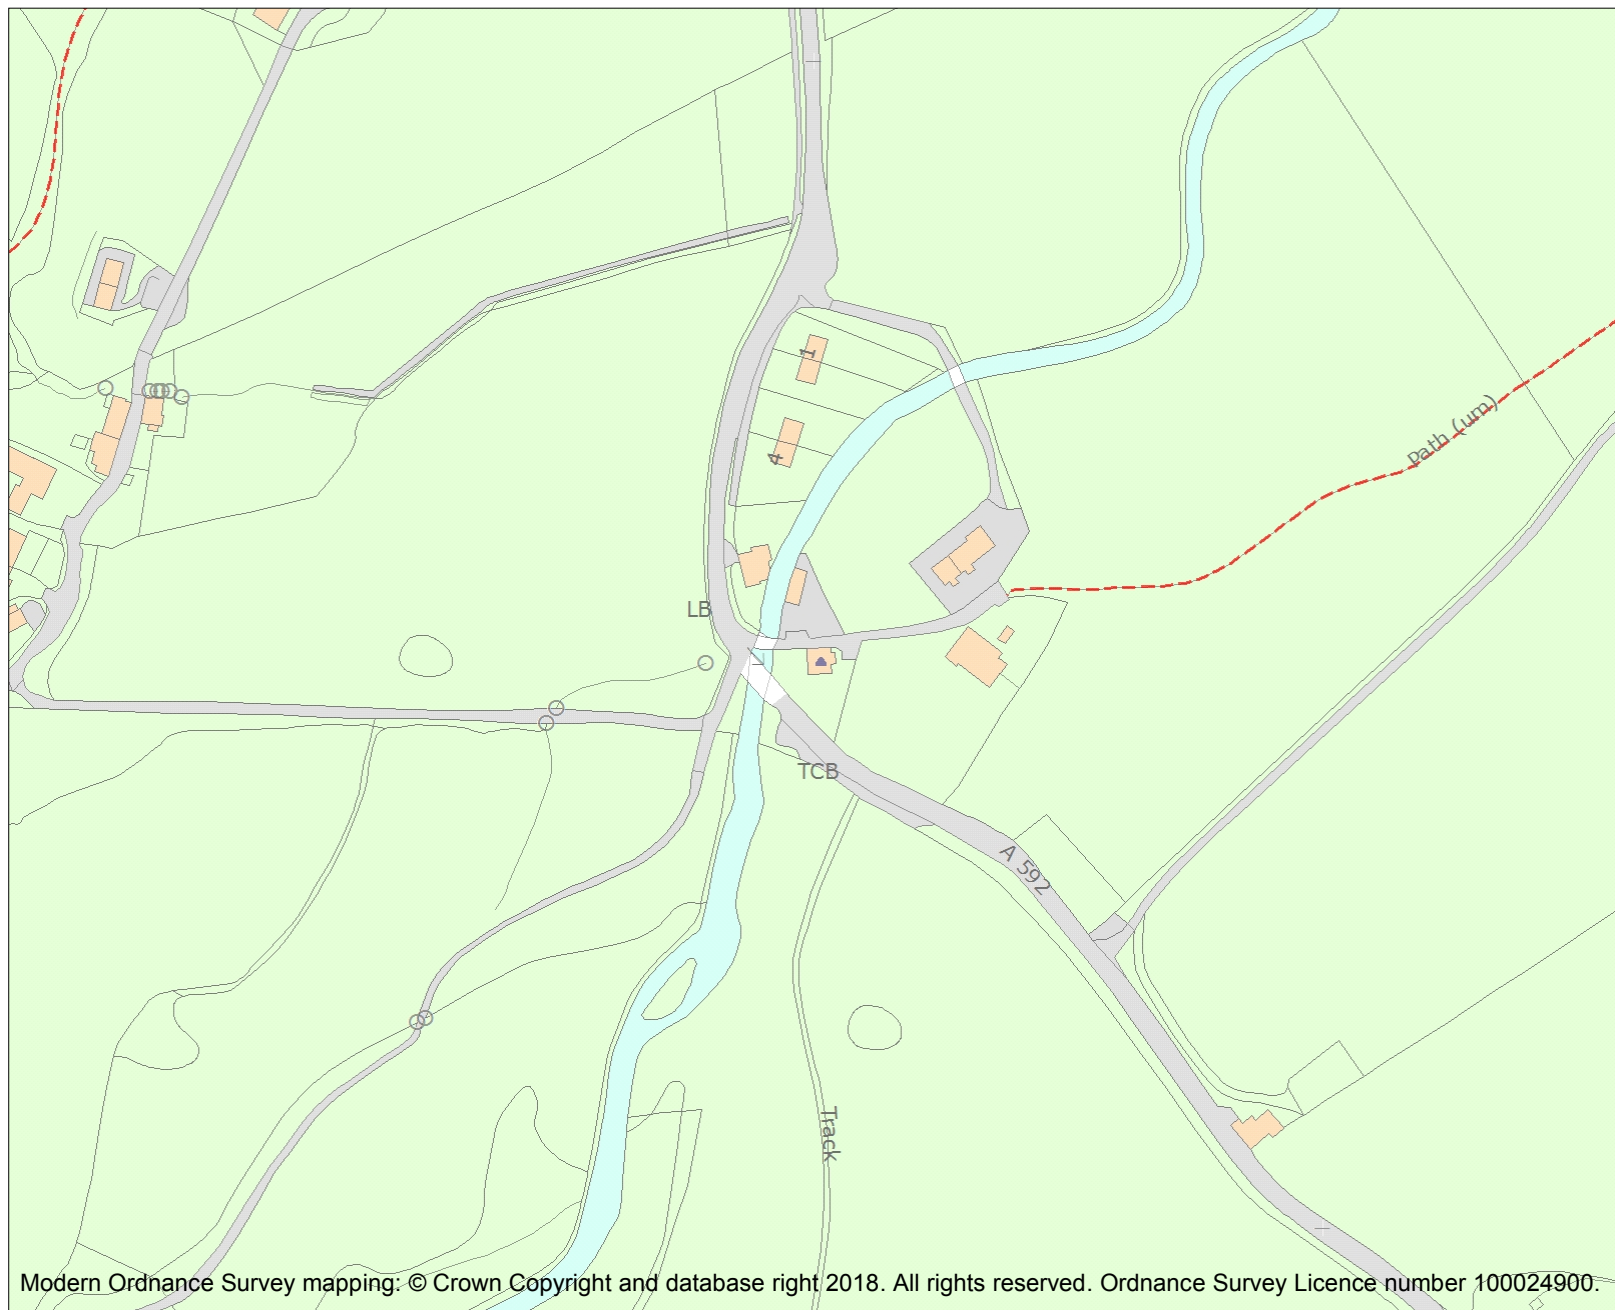 1
4
Path (um)
LB
TCB
A 592
Track
Modern Ordnance Survey mapping: © Crown Copyright and database right 2018. All rights reserved. Ordnance Survey Licence number 100024900.